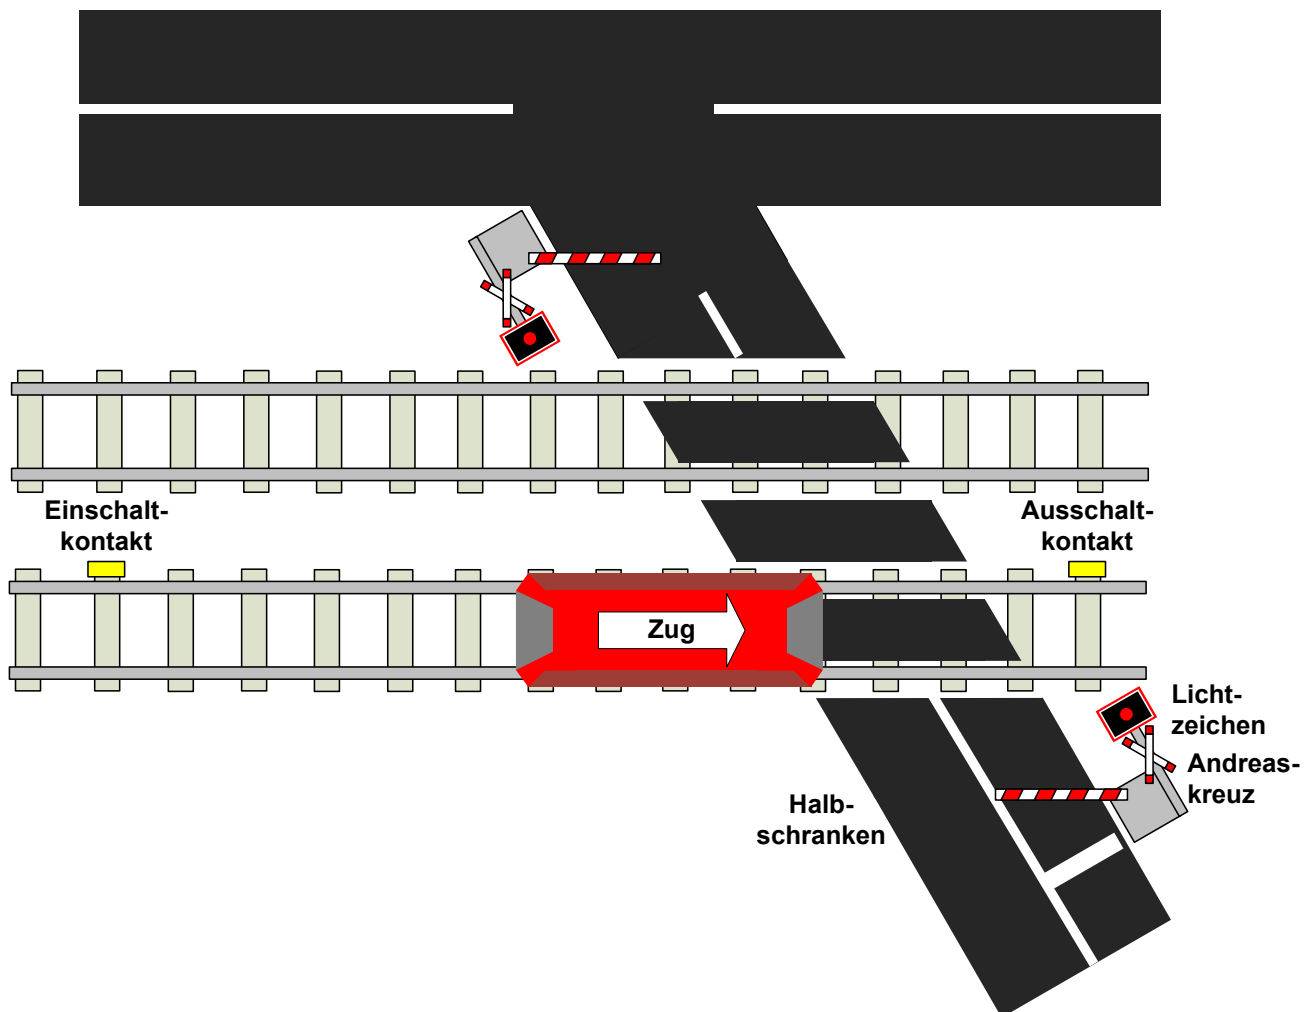 Einschalt-
kontakt
Ausschalt-
kontakt
Zug
Licht-
zeichen
Andreas-
kreuz
Halb-
schranken